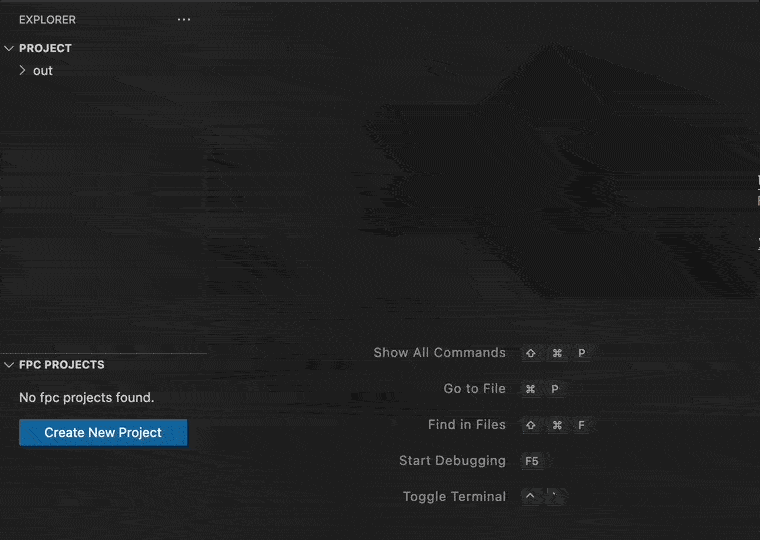 EXPLORER ···
PROJECT
out
FPC PROJECTS
No fpc projects found.
Create New Project
Show All Commands ⇧ ⌘ P
Go to File ⌘ P
Find in Files ⇧ ⌘ F
Start Debugging F5
Toggle Terminal ^ `